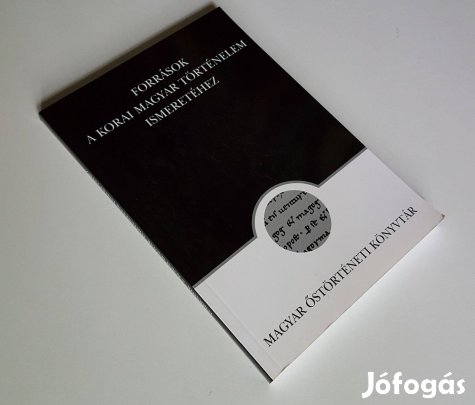 FORRÁSOK
A KORAI MAGYAR TÖRTÉNELEM
ISMERETÉHEZ
MAGYAR ŐSTÖRTÉNETI KÖNYVTÁR
Jófogás